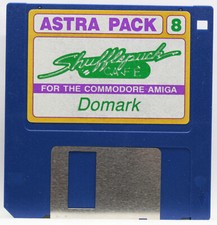 ASTRA PACK 8
Shufflepuck
CAFE
FOR THE COMMODORE AMIGA
Domark